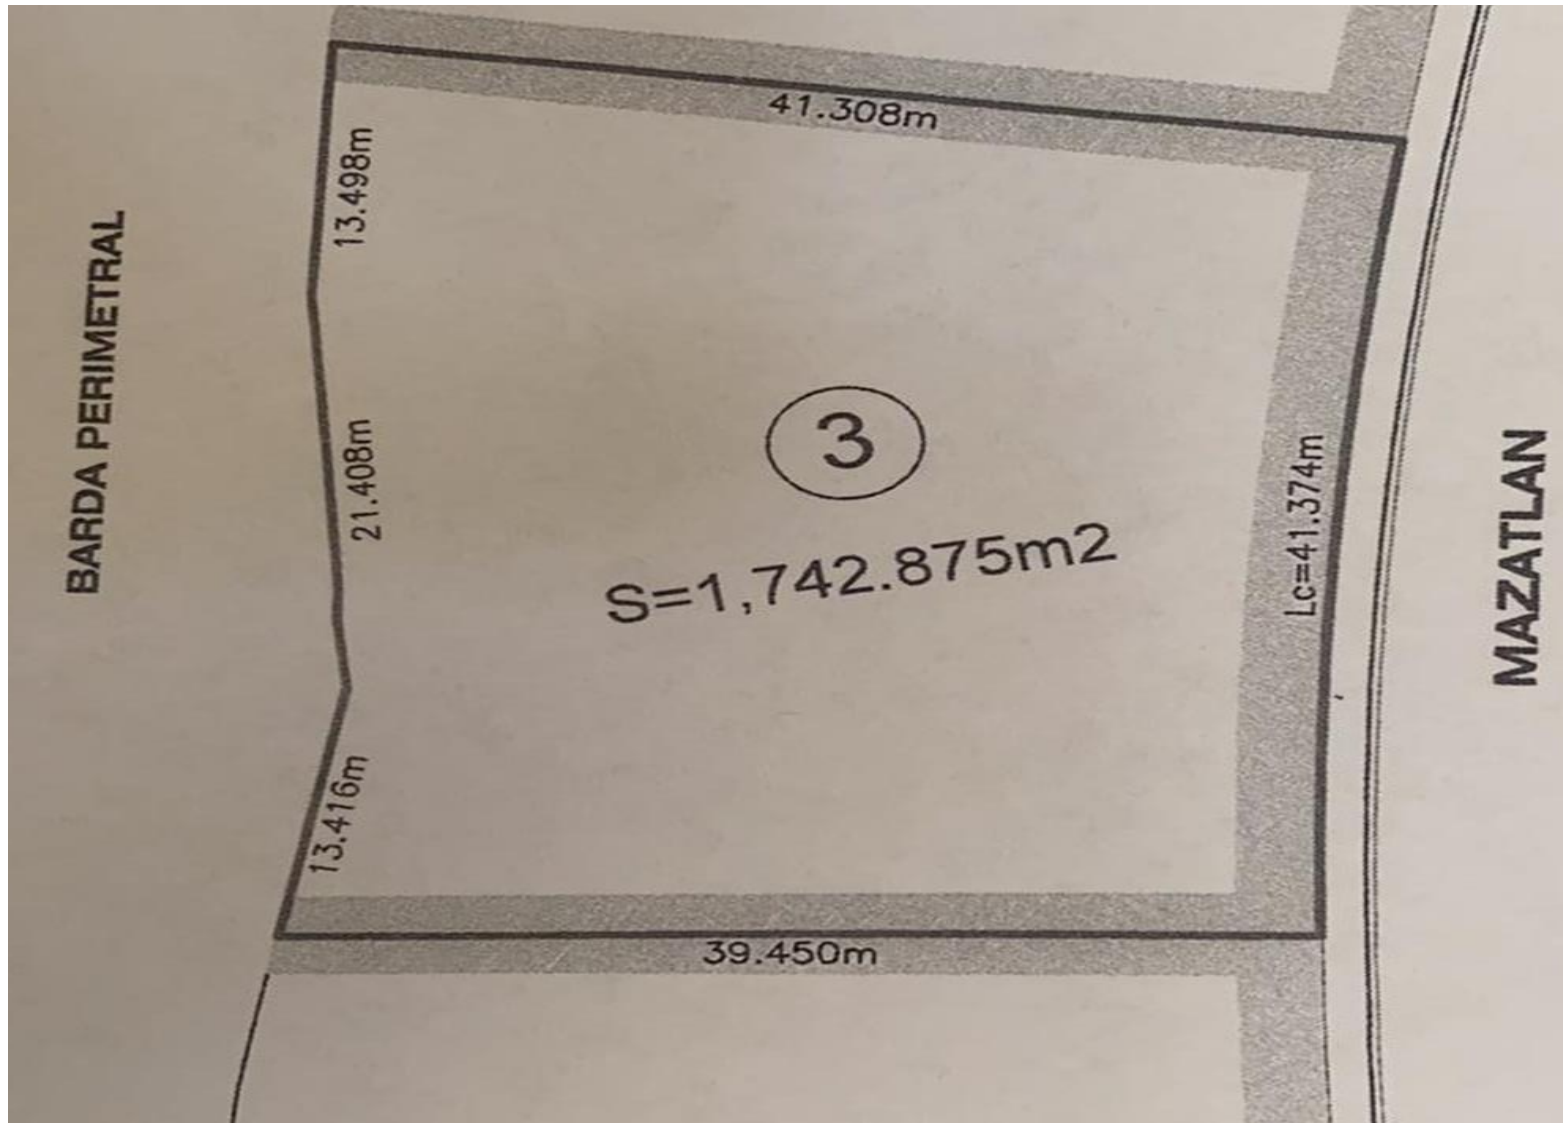 41.308m
13.498m
BARDA PERIMETRAL
21.408m
3
S=1,742.875m2
Lc=41.374m
MAZATLAN
13.416m
39.450m